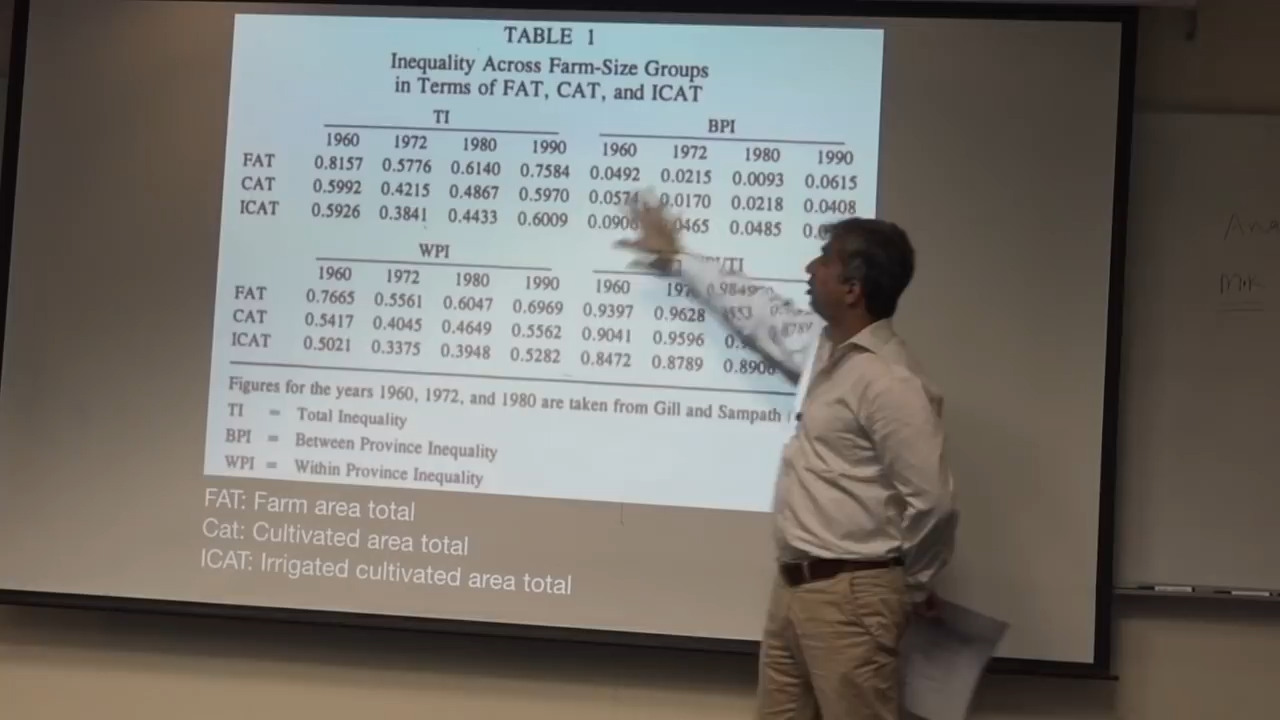 TABLE 1
Inequality Across Farm-Size Groups
in Terms of FAT, CAT, and ICAT
TI BPI
1960 1972 1980 1990 1960 1972 1980 1990
FAT 0.8157 0.5776 0.6140 0.7584 0.0492 0.0215 0.0093 0.0615
CAT 0.5992 0.4215 0.4867 0.5970 0.0170 0.0218 0.0408
ICAT 0.5926 0.3841 0.4433 0.6009 0.0485
WPI
1960 1972 1980 1990 1960
FAT 0.7665 0.5561 0.6047 0.6969 0.9397 0.9628
CAT 0.5417 0.4045 0.4649 0.5562 0.9041 0.9596
ICAT 0.5021 0.3375 0.3948 0.5282 0.8472 0.8789
Figures for the years 1960, 1972, and 1980 are taken from Gill and Sampath
TI = Total Inequality
BPI = Between Province Inequality
WPI = Within Province Inequality
FAT: Farm area total
Cat: Cultivated area total
ICAT: Irrigated cultivated area total